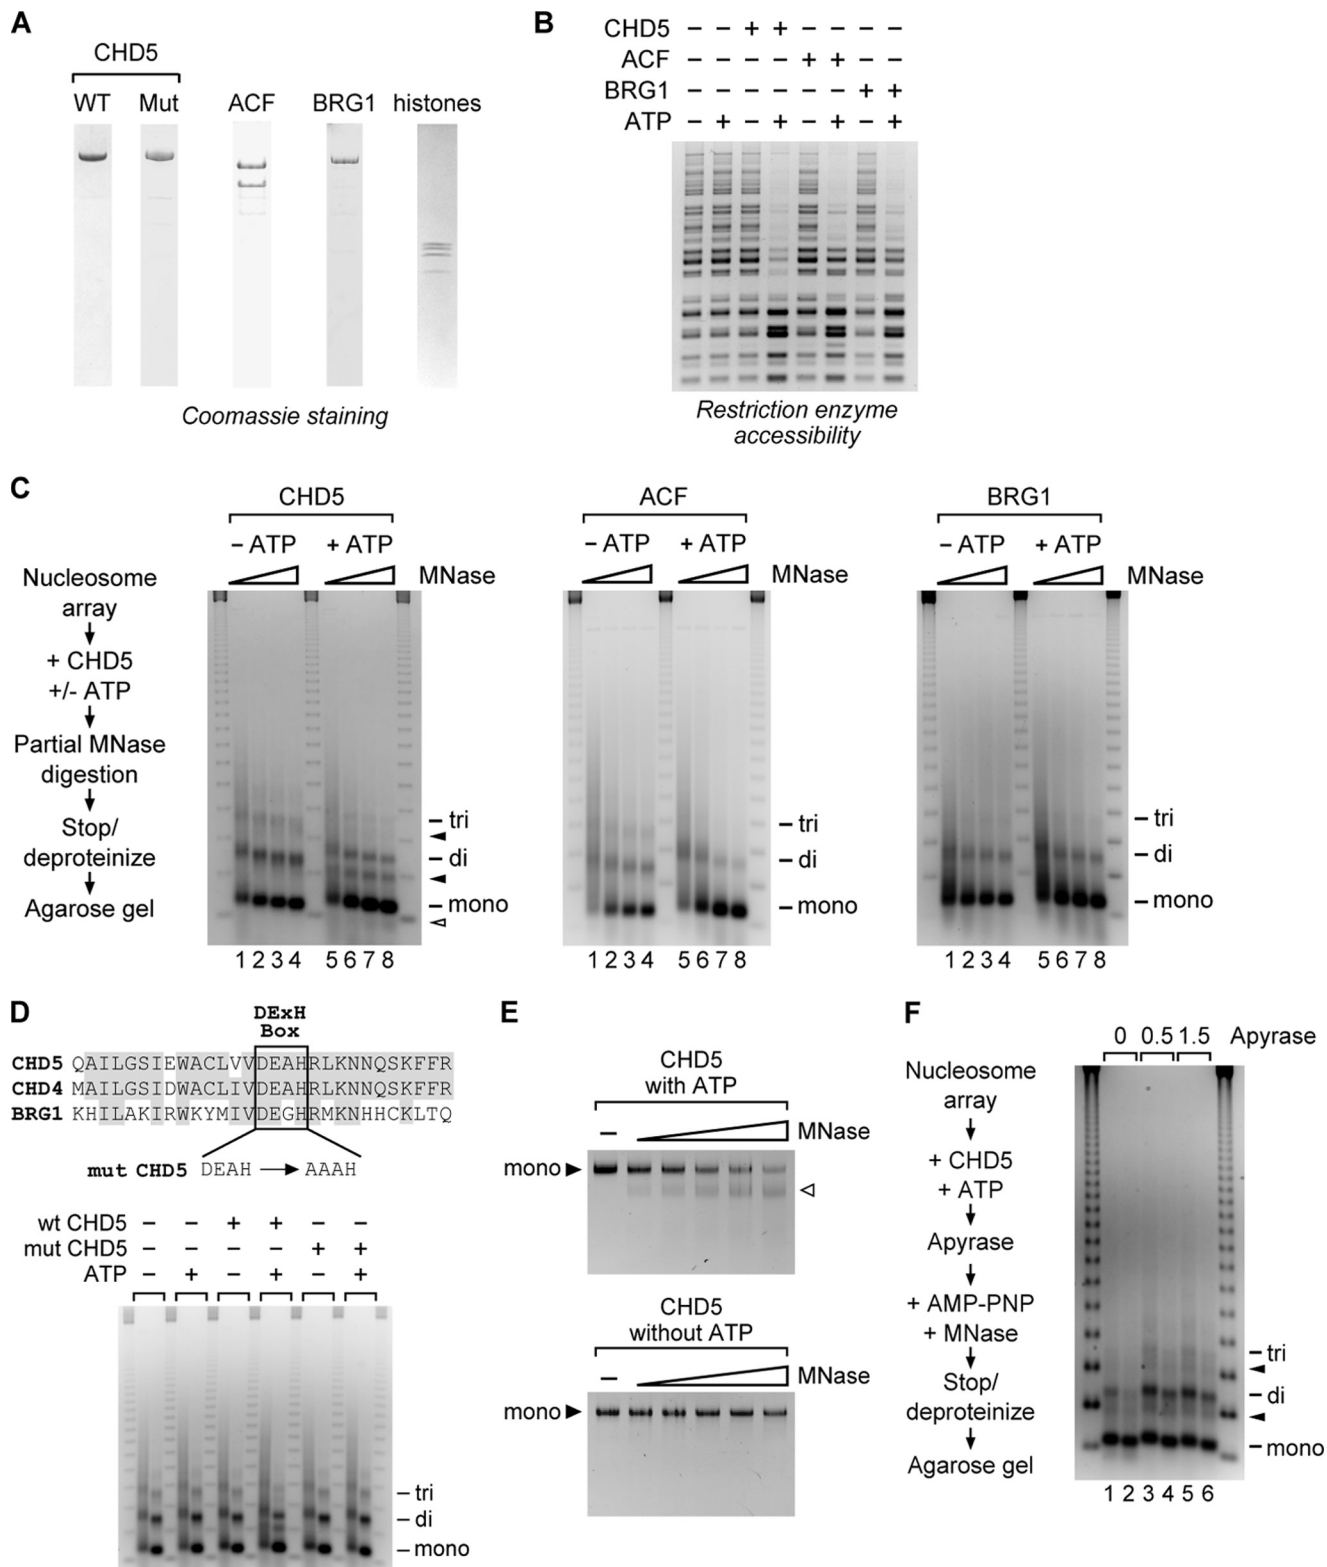 A
CHD5
WT Mut ACF BRG1 histones
Coomassie staining
B
CHD5 − − + + − − − −
ACF − − − − + + − −
BRG1 − − − − − − + +
ATP − + − + − + − +
Restriction enzyme
accessibility
C
Nucleosome
array
+ CHD5
+/- ATP
Partial MNase
digestion
Stop/
deproteinize
Agarose gel
CHD5
− ATP + ATP
MNase
tri
di
mono
1 2 3 4 5 6 7 8
ACF
− ATP + ATP
MNase
tri
di
mono
1 2 3 4 5 6 7 8
BRG1
− ATP + ATP
MNase
tri
di
mono
1 2 3 4 5 6 7 8
D
DExH
Box
CHD5 QAILGSIEWACLVVDEAHRLKNNQSKFFR
CHD4 MAILGSIDWACLIVDEAHRLKNNQSKFFR
BRG1 KHILAKIRWKYMIVDEGHRMKNHHCKLTQ
mut CHD5 DEAH → AAAH
wt CHD5 − − + + − −
mut CHD5 − − − − + +
ATP − + − + − +
tri
di
mono
E
CHD5
with ATP
− MNase
mono
CHD5
without ATP
− MNase
mono
F
Nucleosome
array
+ CHD5
+ ATP
Apyrase
+ AMP-PNP
+ MNase
Stop/
deproteinize
Agarose gel
0 0.5 1.5 Apyrase
tri
di
mono
1 2 3 4 5 6